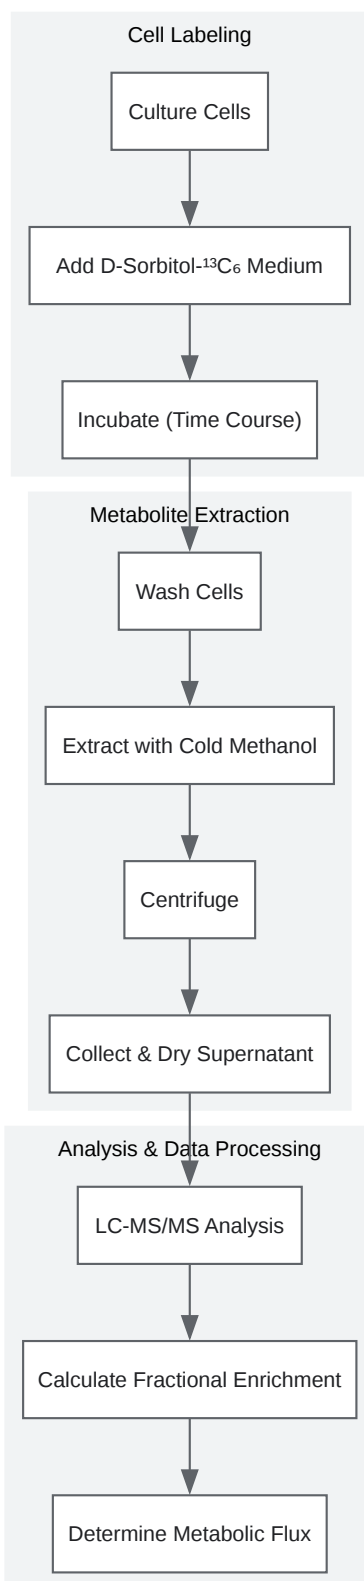 Cell Labeling
Culture Cells
Add D-Sorbitol-¹³C₆ Medium
Incubate (Time Course)
Metabolite Extraction
Wash Cells
Extract with Cold Methanol
Centrifuge
Collect & Dry Supernatant
Analysis & Data Processing
LC-MS/MS Analysis
Calculate Fractional Enrichment
Determine Metabolic Flux